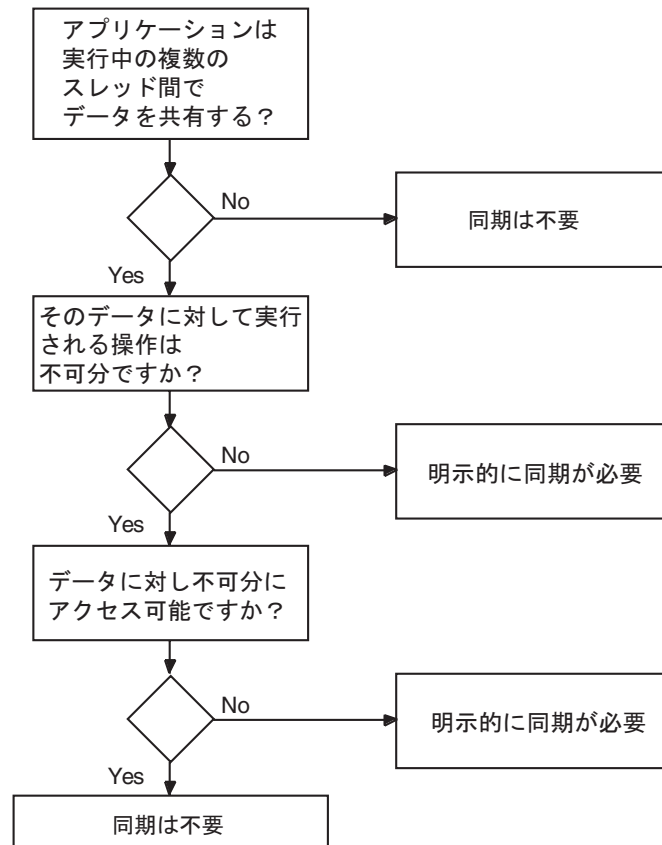 アプリケーションは
実行中の複数の
スレッド間で
データを共有する？
No
同期は不要
Yes
そのデータに対して実行
される操作は
不可分ですか？
No
明示的に同期が必要
Yes
データに対し不可分に
アクセス可能ですか？
No
明示的に同期が必要
Yes
同期は不要